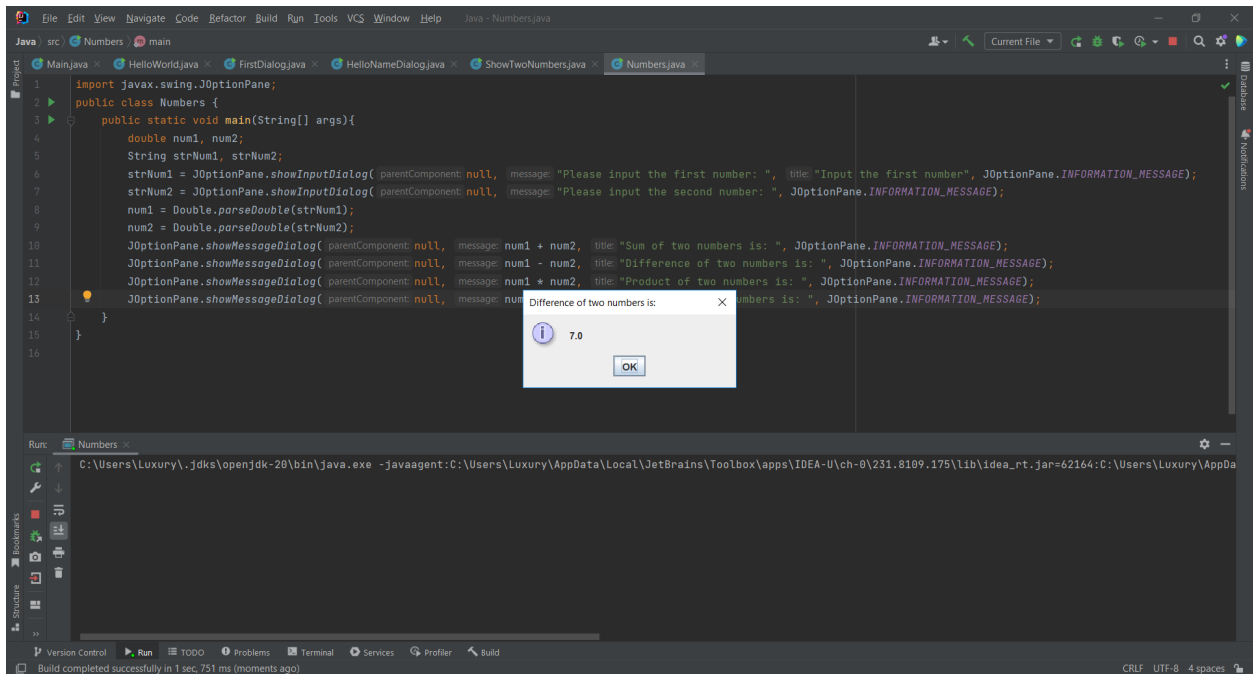 File Edit View Navigate Code Refactor Build Run Tools VCS Window Help Java - Numbers.java
Java src Numbers main Current File
Project
Main.java HelloWorld.java FirstDialog.java HelloNameDialog.java ShowTwoNumbers.java Numbers.java
Database
Notifications
1 import javax.swing.JOptionPane;
2 public class Numbers {
3 public static void main(String[] args){
4 double num1, num2;
5 String strNum1, strNum2;
6 strNum1 = JOptionPane.showInputDialog( parentComponent: null, message: "Please input the first number: ", title: "Input the first number", JOptionPane.INFORMATION_MESSAGE);
7 strNum2 = JOptionPane.showInputDialog( parentComponent: null, message: "Please input the second number: ", JOptionPane.INFORMATION_MESSAGE);
8 num1 = Double.parseDouble(strNum1);
9 num2 = Double.parseDouble(strNum2);
10 JOptionPane.showMessageDialog( parentComponent: null, message: num1 + num2, title: "Sum of two numbers is: ", JOptionPane.INFORMATION_MESSAGE);
11 JOptionPane.showMessageDialog( parentComponent: null, message: num1 - num2, title: "Difference of two numbers is: ", JOptionPane.INFORMATION_MESSAGE);
12 JOptionPane.showMessageDialog( parentComponent: null, message: num1 * num2, title: "Product of two numbers is: ", JOptionPane.INFORMATION_MESSAGE);
13 JOptionPane.showMessageDialog( parentComponent: null, message: num umbers is: ", JOptionPane.INFORMATION_MESSAGE);
14 }
15 }
16
Difference of two numbers is:
7.0
OK
Run: Numbers
C:\Users\Luxury\.jdks\openjdk-20\bin\java.exe -javaagent:C:\Users\Luxury\AppData\Local\JetBrains\Toolbox\apps\IDEA-U\ch-0\231.8109.175\lib\idea_rt.jar=62164:C:\Users\Luxury\AppDa
Bookmarks
Structure
Version Control Run TODO Problems Terminal Services Profiler Build
Build completed successfully in 1 sec, 751 ms (moments ago) CRLF UTF-8 4 spaces